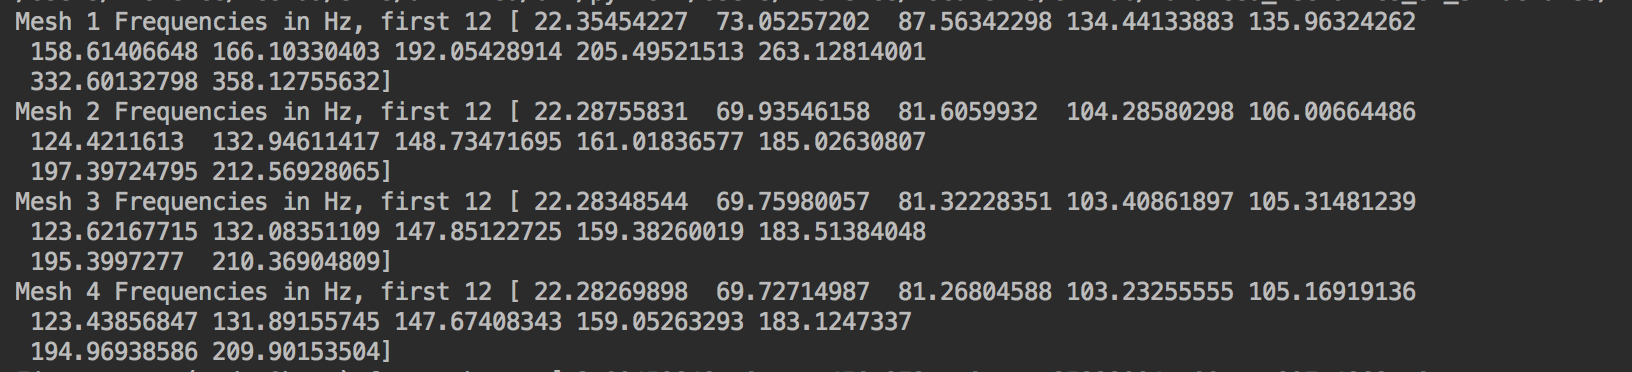 Mesh 1 Frequencies in Hz, first 12 [ 22.35454227 73.05257202 87.56342298 134.44133883 135.96324262
158.61406648 166.10330403 192.05428914 205.49521513 263.12814001
332.60132798 358.12755632]
Mesh 2 Frequencies in Hz, first 12 [ 22.28755831 69.93546158 81.6059932 104.28580298 106.00664486
124.4211613 132.94611417 148.73471695 161.01836577 185.02630807
197.39724795 212.56928065]
Mesh 3 Frequencies in Hz, first 12 [ 22.28348544 69.75980057 81.32228351 103.40861897 105.31481239
123.62167715 132.08351109 147.85122725 159.38260019 183.51384048
195.3997277 210.36904809]
Mesh 4 Frequencies in Hz, first 12 [ 22.28269898 69.72714987 81.26804588 103.23255555 105.16919136
123.43856847 131.89155745 147.67408343 159.05263293 183.1247337
194.96938586 209.90153504]